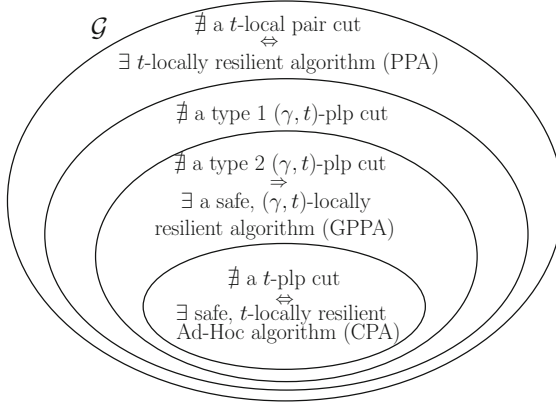 𝒢
∄ a t-local pair cut
⇔
∃ t-locally resilient algorithm (PPA)
∄ a type 1 (γ, t)-plp cut
∄ a type 2 (γ, t)-plp cut
⇒
∃ a safe, (γ, t)-locally
resilient algorithm (GPPA)
∄ a t-plp cut
⇔
∃ safe, t-locally resilient
Ad-Hoc algorithm (CPA)